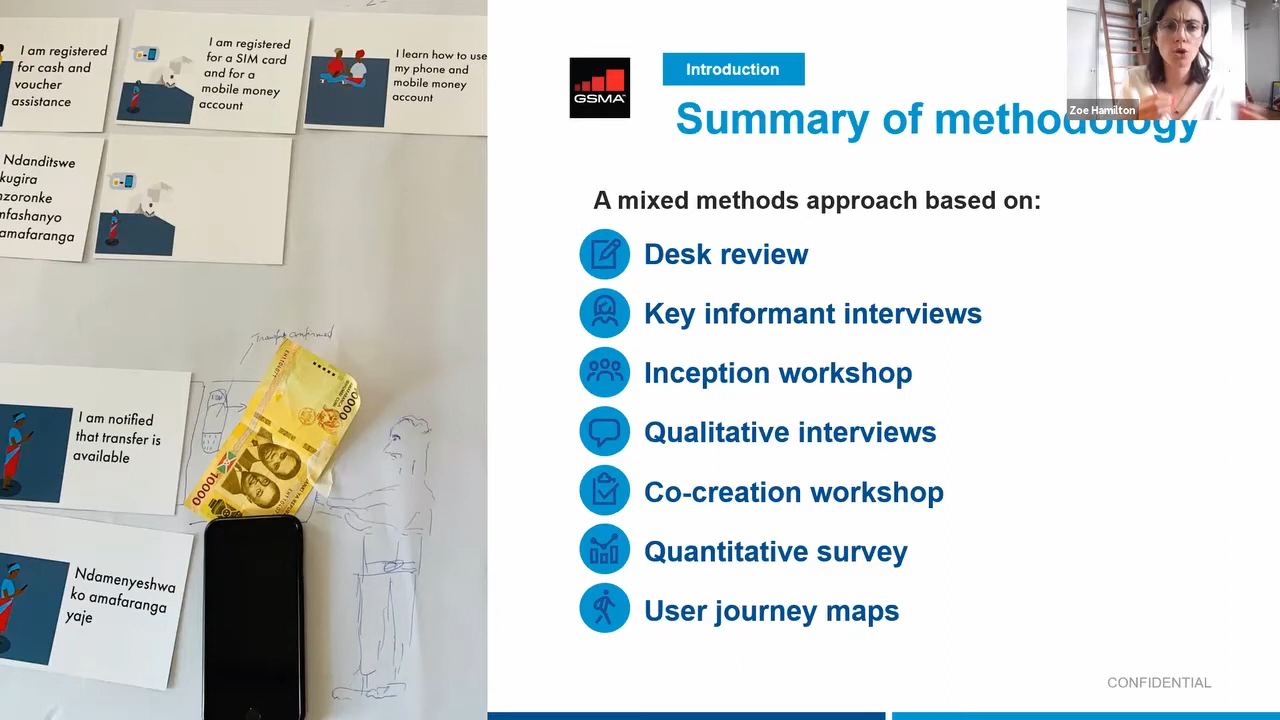 I am registered
for cash and
voucher
assistance
I am registered
for a SIM card
and for a
mobile money
account
I learn how to use
my phone and
mobile money
account
Ndanditswe
kugira
nzoronke
mfashanyo
amafaranga
Transfer confirmed
I am notified
that transfer is
available
10000
10000
Ndamenyeshwa
ko amafaranga
yaje
GSMA
Introduction
Summary of methodology
Zoe Hamilton
A mixed methods approach based on:
Desk review
Key informant interviews
Inception workshop
Qualitative interviews
Co-creation workshop
Quantitative survey
User journey maps
CONFIDENTIAL